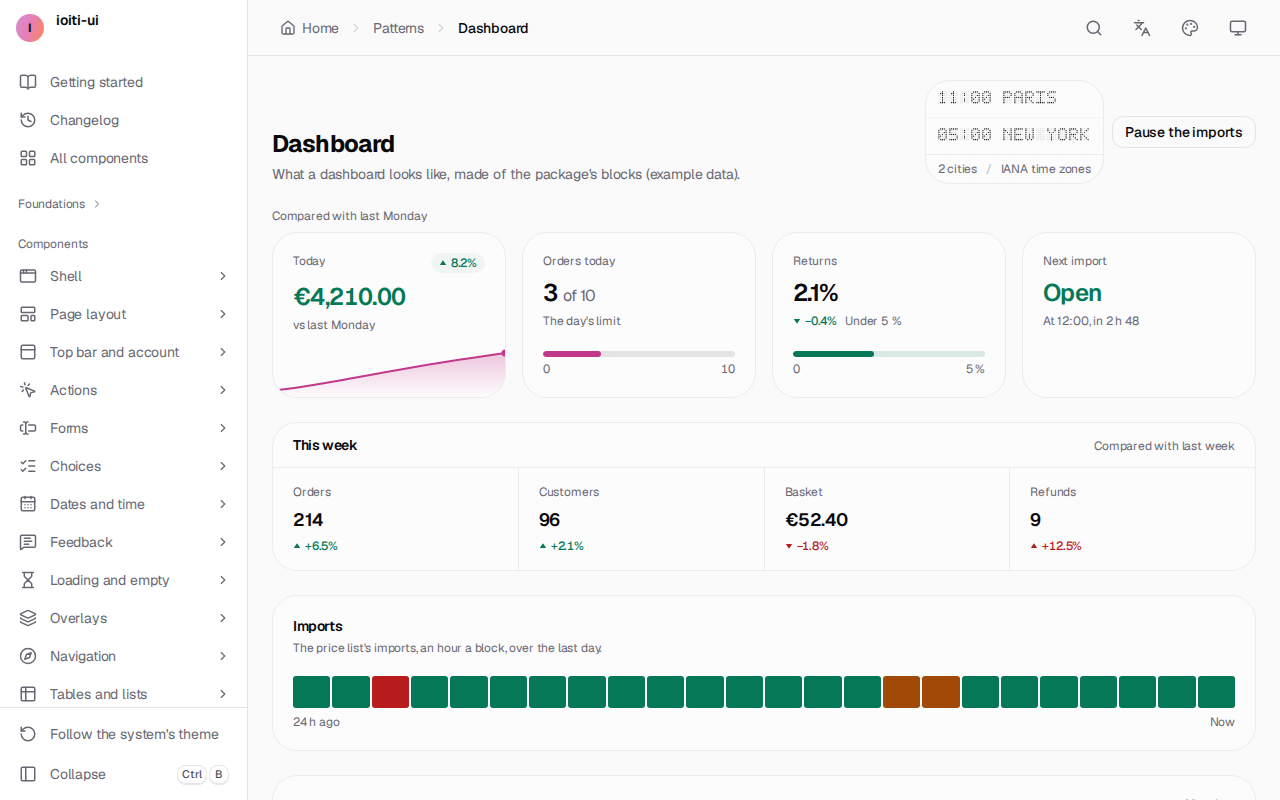 I
ioiti-ui
Getting started
Changelog
All components
Foundations
Components
Shell
Page layout
Top bar and account
Actions
Forms
Choices
Dates and time
Feedback
Loading and empty
Overlays
Navigation
Tables and lists
Follow the system's theme
Collapse Ctrl B
Home Patterns Dashboard
11:00 PARIS
05:00 NEW YORK
2 cities / IANA time zones
Pause the imports
Dashboard
What a dashboard looks like, made of the package's blocks (example data).
Compared with last Monday
Today 8.2%
€4,210.00
vs last Monday
Orders today
3 of 10
The day's limit
0 10
Returns
2.1%
−0.4% Under 5 %
0 5 %
Next import
Open
At 12:00, in 2 h 48
This week Compared with last week
Orders
214
+6.5%
Customers
96
+2.1%
Basket
€52.40
−1.8%
Refunds
9
+12.5%
Imports
The price list's imports, an hour a block, over the last day.
24 h ago Now